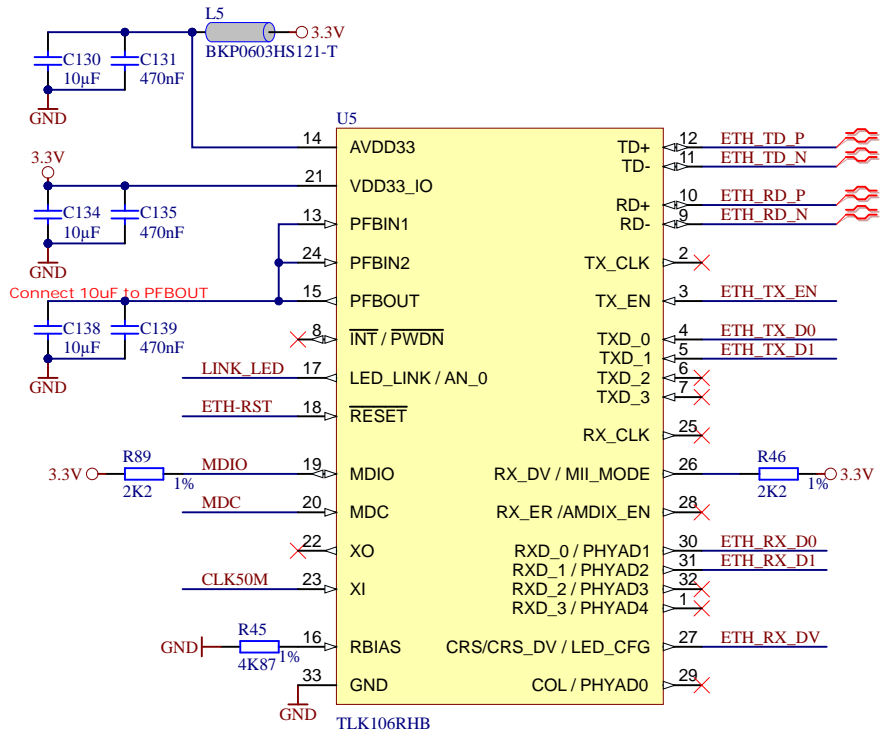 L5
3.3V
BKP0603HS121-T
C130
10µF
C131
470nF
GND
U5
14
AVDD33
TD+
12
ETH_TD_P
TD-
11
ETH_TD_N
3.3V
21
VDD33_IO
RD+
10
ETH_RD_P
RD-
9
ETH_RD_N
C134
10µF
C135
470nF
13
PFBIN1
GND
24
PFBIN2
TX_CLK
2
Connect 10uF to PFBOUT
15
PFBOUT
TX_EN
3
ETH_TX_EN
C138
10µF
C139
470nF
8
INT / PWDN
TXD_0
4
ETH_TX_D0
TXD_1
5
ETH_TX_D1
GND
LINK_LED
17
LED_LINK / AN_0
TXD_2
6
TXD_3
7
ETH-RST
18
RESET
RX_CLK
25
3.3V
R89
2K2
1%
MDIO
19
MDIO
RX_DV / MII_MODE
26
R46
2K2
1%
3.3V
MDC
20
MDC
RX_ER /AMDIX_EN
28
22
XO
RXD_0 / PHYAD1
30
ETH_RX_D0
RXD_1 / PHYAD2
31
ETH_RX_D1
CLK50M
23
XI
RXD_2 / PHYAD3
32
RXD_3 / PHYAD4
1
GND
R45
4K87
1%
16
RBIAS
CRS/CRS_DV / LED_CFG
27
ETH_RX_DV
33
GND
COL / PHYAD0
29
GND
TLK106RHB